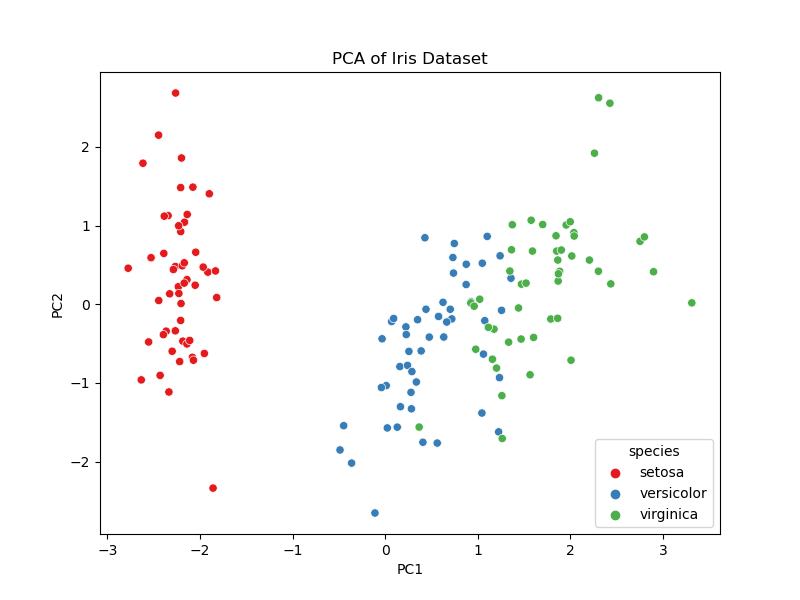 PCA of Iris Dataset
PC2
2
1
0
−1
−2
−3
−2
−1
0
1
2
3
PC1
species
setosa
versicolor
virginica